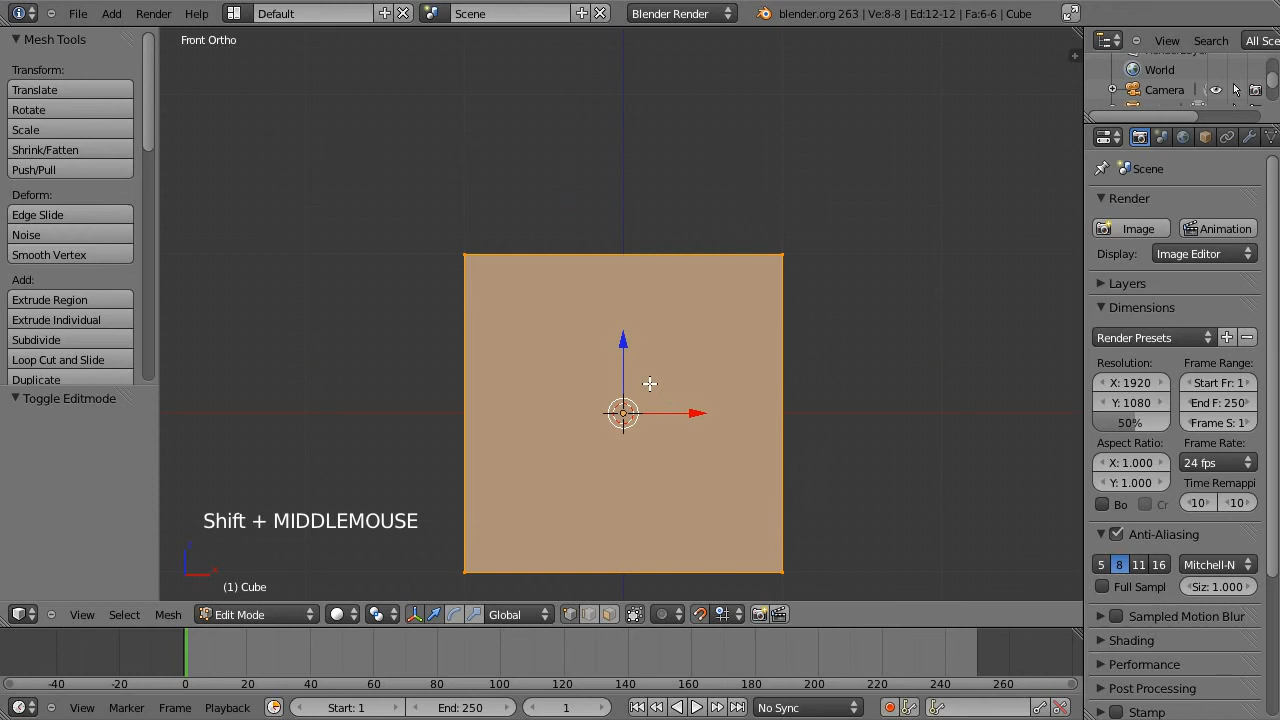 File Add Render Help Default Scene Blender Render blender.org 263 | Ve:8-8 | Ed:12-12 | Fa:6-6 | Cube
Mesh Tools
Transform:
Translate
Rotate
Scale
Shrink/Fatten
Push/Pull
Deform:
Edge Slide
Noise
Smooth Vertex
Add:
Extrude Region
Extrude Individual
Subdivide
Loop Cut and Slide
Duplicate
Toggle Editmode
Front Ortho
Shift + MIDDLEMOUSE
(1) Cube
View Search All Sce
World
Camera
Scene
Render
Image Animation
Display: Image Editor
Layers
Dimensions
Render Presets
Resolution: Frame Range:
X: 1920 Start Fr: 1
Y: 1080 End F: 250
50% Frame S: 1
Aspect Ratio: Frame Rate:
X: 1.000 24 fps
Y: 1.000 Time Remappi
Bo Cr 10 10
Anti-Aliasing
5 8 11 16 Mitchell-N
Full Sampl Siz: 1.000
Sampled Motion Blur
Shading
Performance
Post Processing
Stamp
View Select Mesh Edit Mode Global
-40 -20 0 20 40 60 80 100 120 140 160 180 200 220 240 260
View Marker Frame Playback Start: 1 End: 250 1 No Sync